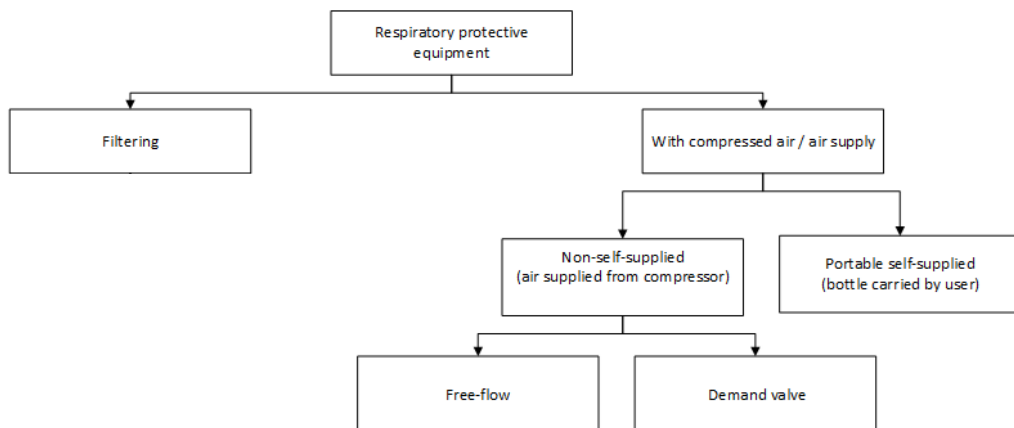 Respiratory protective
equipment
Filtering
With compressed air / air supply
Non-self-supplied
(air supplied from compressor)
Portable self-supplied
(bottle carried by user)
Free-flow
Demand valve